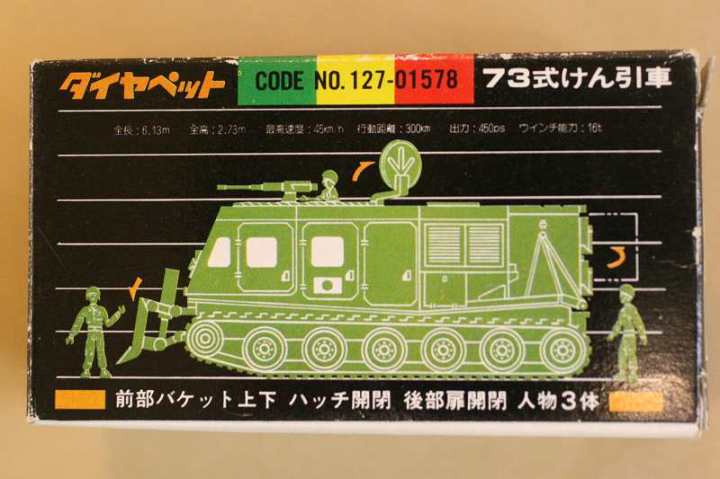 ダイヤペット CODE NO. 127-01578 73式けん引車
全長：6.13m 全高：2.73m 最高速度：45km/h 行動距離：300km 出力：450ps ウインチ能力：16t
前部バケット上下 ハッチ開閉 後部扉開閉 人物3体